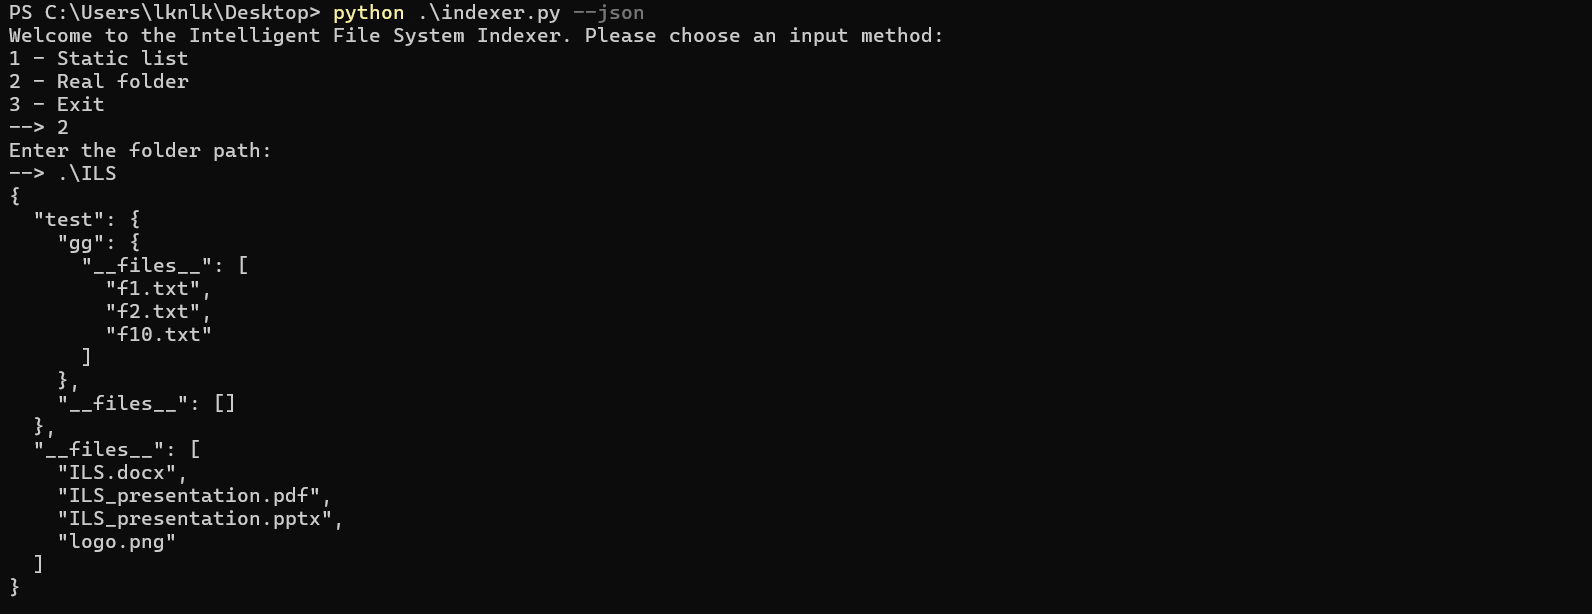 PS C:\Users\lknlk\Desktop> python .\indexer.py --json
Welcome to the Intelligent File System Indexer. Please choose an input method:
1 - Static list
2 - Real folder
3 - Exit
--> 2
Enter the folder path:
--> .\ILS
{
  "test": {
    "gg": {
      "__files__": [
        "f1.txt",
        "f2.txt",
        "f10.txt"
      ]
    },
    "__files__": []
  },
  "__files__": [
    "ILS.docx",
    "ILS_presentation.pdf",
    "ILS_presentation.pptx",
    "logo.png"
  ]
}